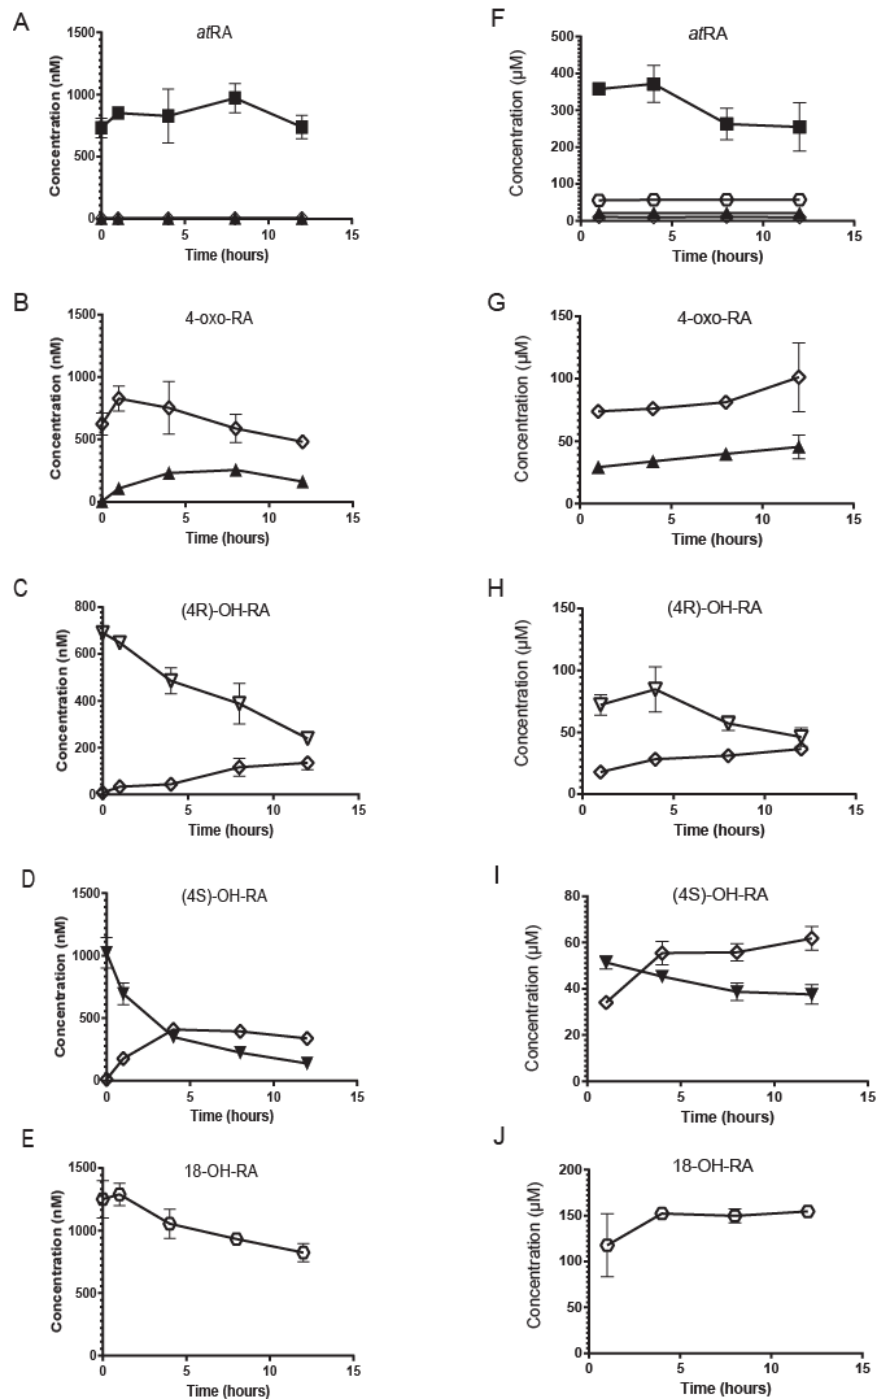 A
atRA
Concentration (nM)
1500
1000
500
0
0 5 10 15
Time (hours)
F
atRA
Concentration (µM)
500
400
300
200
100
0
0 5 10 15
Time (hours)
B
4-oxo-RA
Concentration (nM)
1500
1000
500
0
0 5 10 15
Time (hours)
G
4-oxo-RA
Concentration (µM)
150
100
50
0
0 5 10 15
Time (hours)
C
(4R)-OH-RA
Concentration (nM)
800
600
400
200
0
0 5 10 15
Time (hours)
H
(4R)-OH-RA
Concentration (µM)
150
100
50
0
0 5 10 15
Time (hours)
D
(4S)-OH-RA
Concentration (nM)
1500
1000
500
0
0 5 10 15
Time (hours)
I
(4S)-OH-RA
Concentration (µM)
80
60
40
20
0
0 5 10 15
Time (hours)
E
18-OH-RA
Concentration (nM)
1500
1000
500
0
0 5 10 15
Time (hours)
J
18-OH-RA
Concentration (µM)
200
150
100
50
0
0 5 10 15
Time (hours)